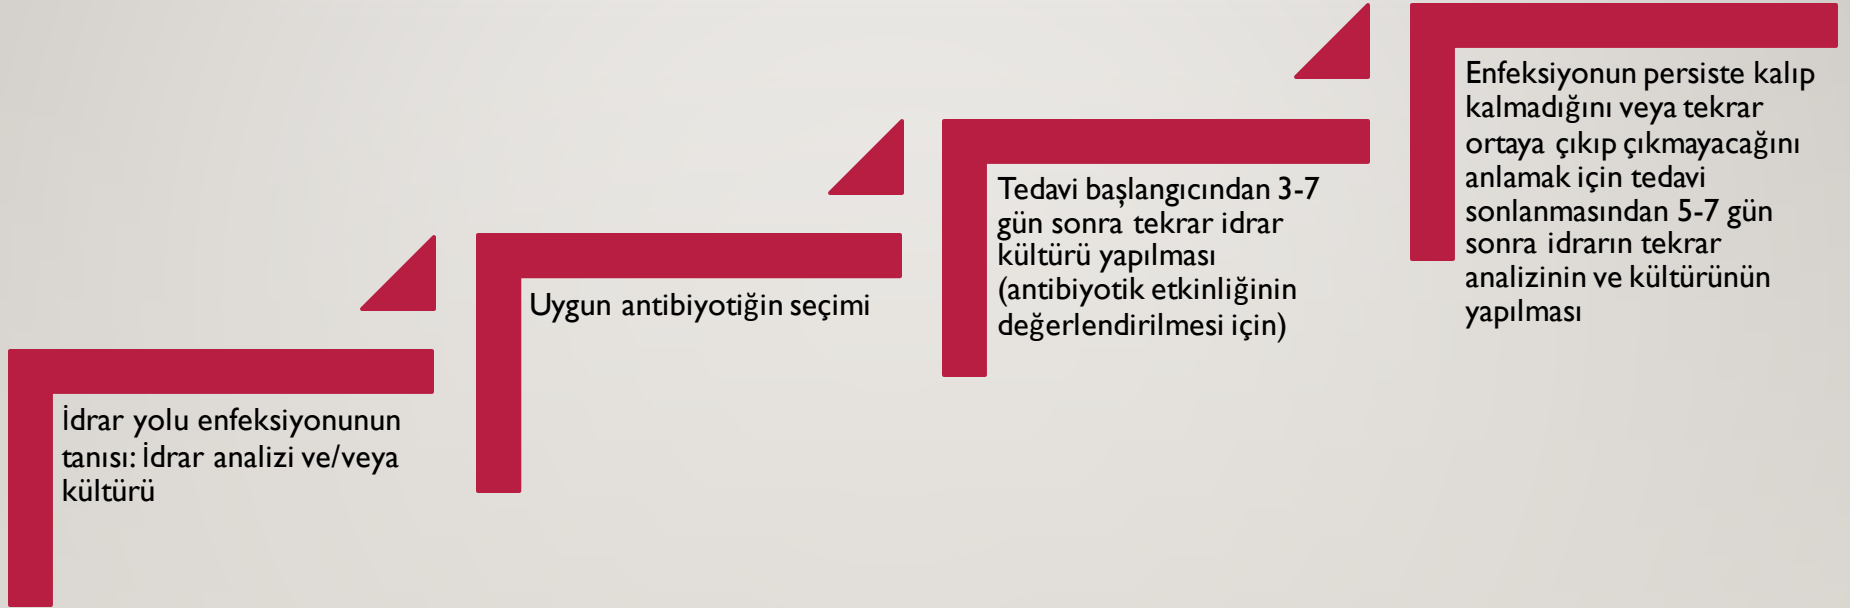 İdrar yolu enfeksiyonunun
tanısı: İdrar analizi ve/veya
kültürü
Uygun antibiyotiğin seçimi
Tedavi başlangıcından 3-7
gün sonra tekrar idrar
kültürü yapılması
(antibiyotik etkinliğinin
değerlendirilmesi için)
Enfeksiyonun persiste kalıp
kalmadığını veya tekrar
ortaya çıkıp çıkmayacağını
anlamak için tedavi
sonlanmasından 5-7 gün
sonra idrarın tekrar
analizinin ve kültürünün
yapılması